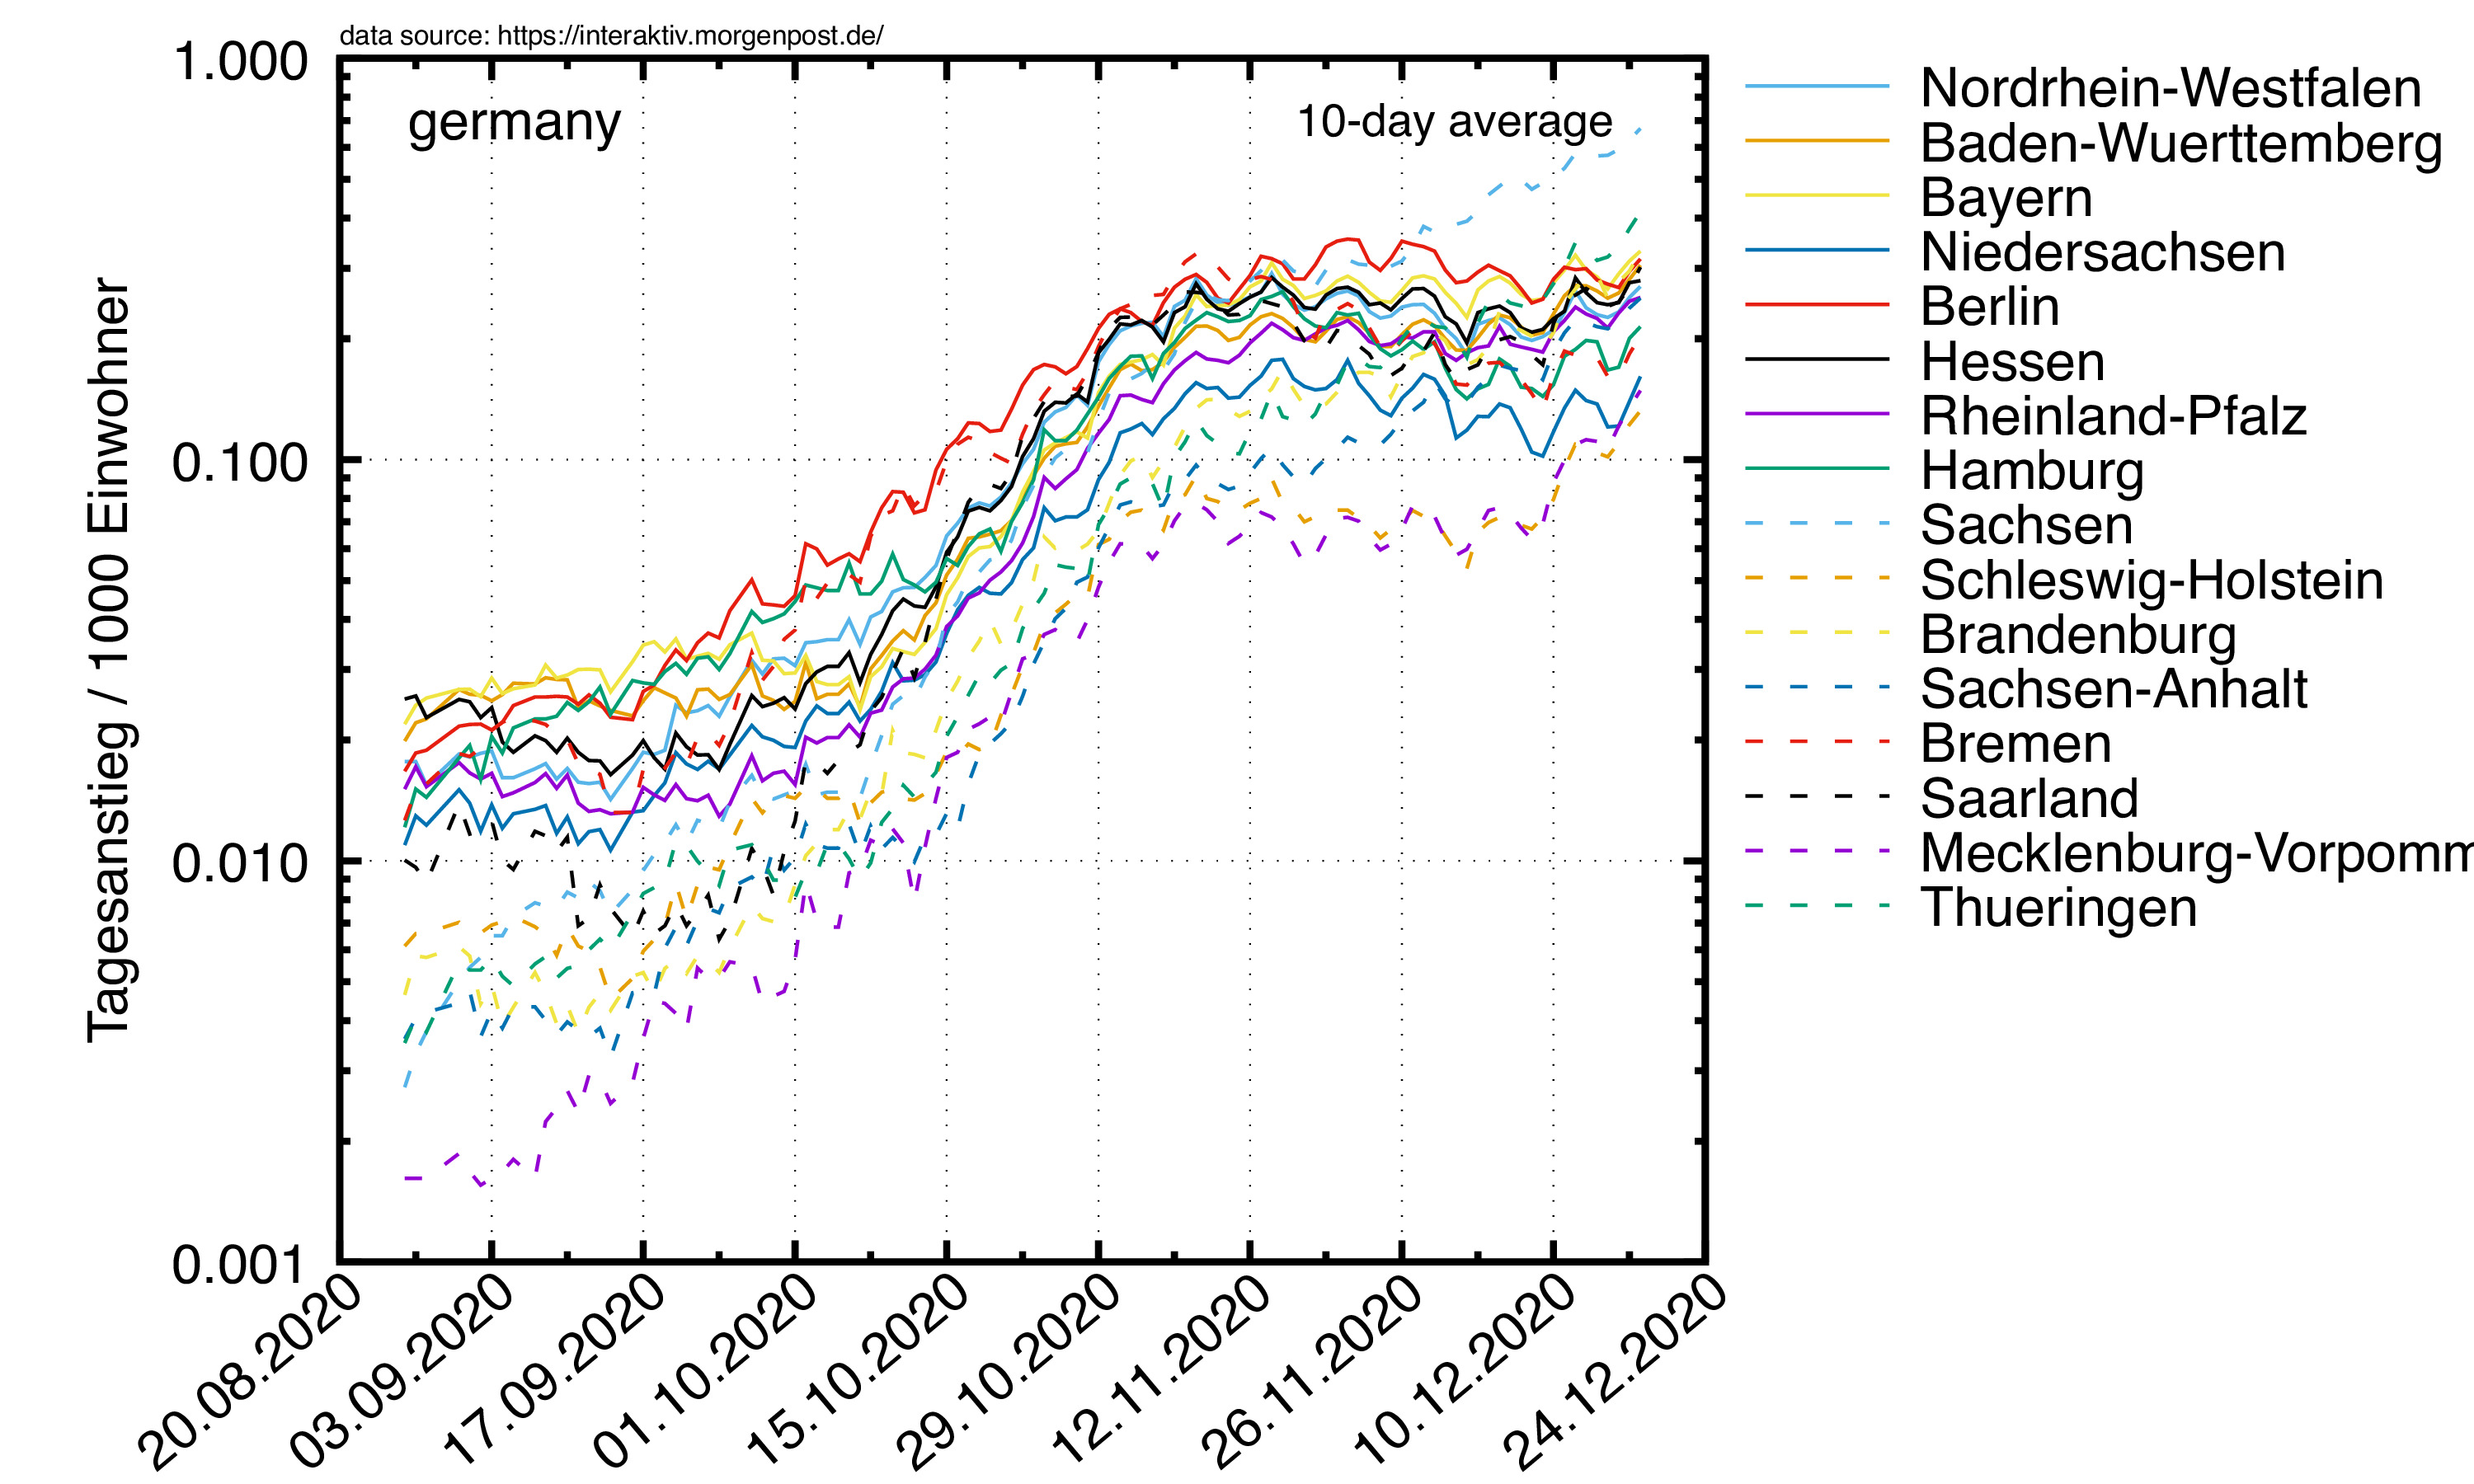 data source: https://interaktiv.morgenpost.de/
germany
10-day average
Tagesanstieg / 1000 Einwohner
1.000
0.100
0.010
0.001
20.08.2020
03.09.2020
17.09.2020
01.10.2020
15.10.2020
29.10.2020
12.11.2020
26.11.2020
10.12.2020
24.12.2020
Nordrhein-Westfalen
Baden-Wuerttemberg
Bayern
Niedersachsen
Berlin
Hessen
Rheinland-Pfalz
Hamburg
Sachsen
Schleswig-Holstein
Brandenburg
Sachsen-Anhalt
Bremen
Saarland
Mecklenburg-Vorpomm
Thueringen